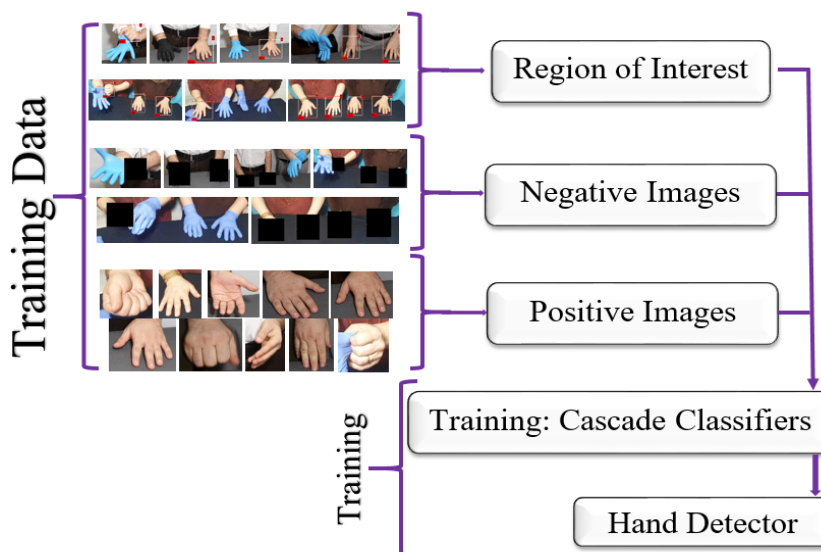 Training Data
Region of Interest
Negative Images
Positive Images
Training
Training: Cascade Classifiers
Hand Detector